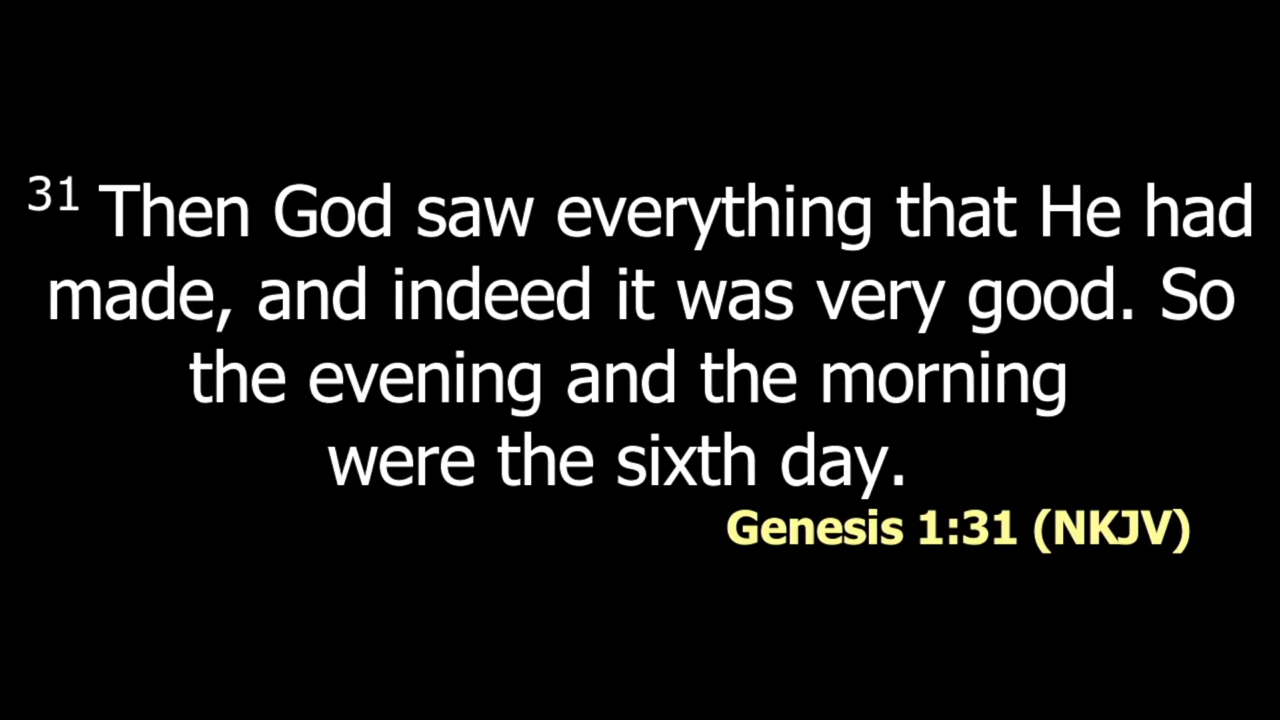 31 Then God saw everything that He had
made, and indeed it was very good. So
the evening and the morning
were the sixth day.
Genesis 1:31 (NKJV)